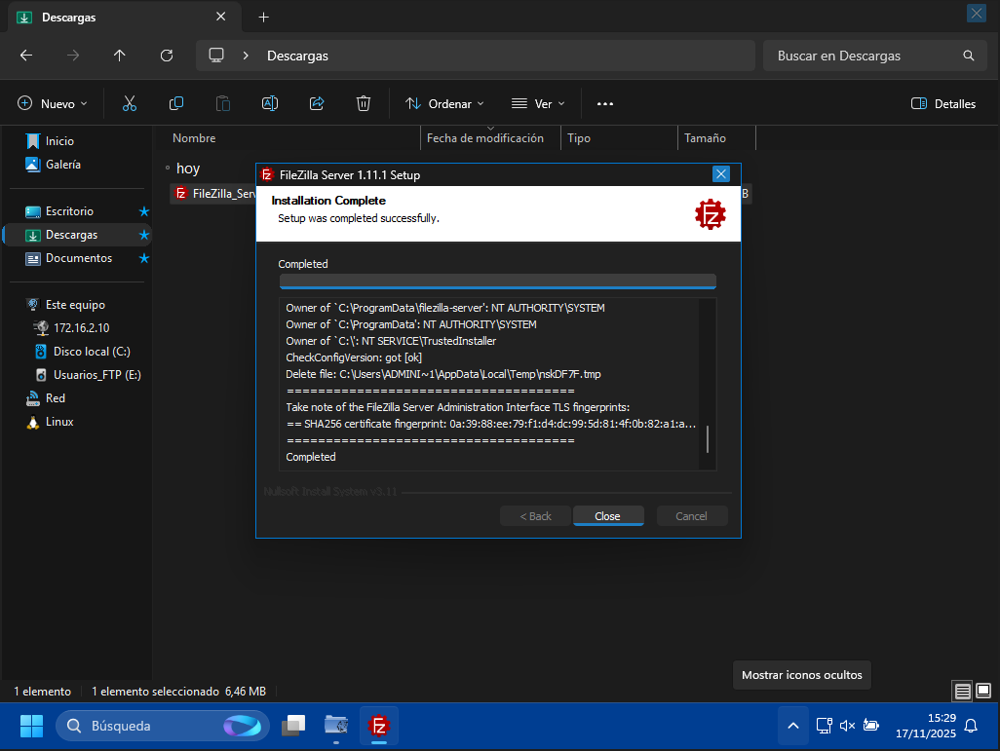 Descargas
Descargas
Buscar en Descargas
Nuevo
Ordenar
Ver
Detalles
Inicio
Galería
Escritorio
Descargas
Documentos
Este equipo
172.16.2.10
Disco local (C:)
Usuarios_FTP (E:)
Red
Linux
Nombre
Fecha de modificación
Tipo
Tamaño
hoy
FileZilla_Serv
B
FileZilla Server 1.11.1 Setup
Installation Complete
Setup was completed successfully.
Completed
Owner of `C:\ProgramData\filezilla-server': NT AUTHORITY\SYSTEM
Owner of `C:\ProgramData': NT AUTHORITY\SYSTEM
Owner of `C:\': NT SERVICE\TrustedInstaller
CheckConfigVersion: got [ok]
Delete file: C:\Users\ADMINI~1\AppData\Local\Temp\nskDF7F.tmp
=====================================
Take note of the FileZilla Server Administration Interface TLS fingerprints:
== SHA256 certificate fingerprint: 0a:39:88:ee:79:f1:d4:dc:99:5d:81:4f:0b:82:a1:a...
=====================================
Completed
Nullsoft Install System v3.11
< Back
Close
Cancel
Mostrar iconos ocultos
1 elemento
1 elemento seleccionado 6,46 MB
Búsqueda
15:29
17/11/2025